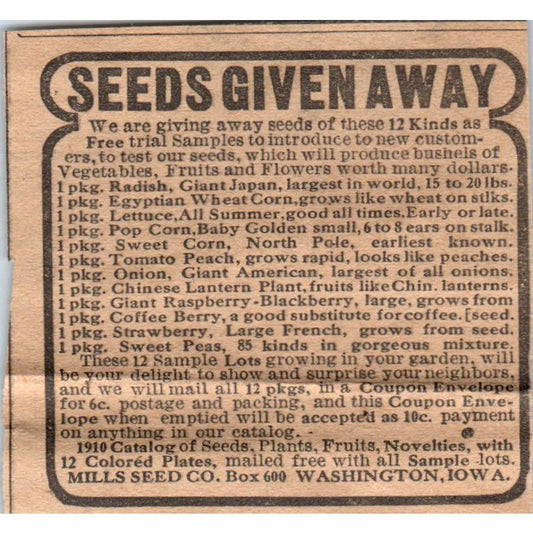 SEEDS GIVEN AWAY
We are giving away seeds of these 12 Kinds as
Free trial Samples to introduce to new custom-
ers, to test our seeds, which will produce bushels of
Vegetables, Fruits and Flowers worth many dollars.
1 pkg. Radish, Giant Japan, largest in world, 15 to 20 lbs.
1 pkg. Egyptian Wheat Corn, grows like wheat on stlks.
1 pkg. Lettuce, All Summer, good all times. Early or late.
1 pkg. Pop Corn, Baby Golden small, 6 to 8 ears on stalk.
1 pkg. Sweet Corn, North Pole, earliest known.
1 pkg. Tomato Peach, grows rapid, looks like peaches.
1 pkg. Onion, Giant American, largest of all onions.
1 pkg. Chinese Lantern Plant, fruits like Chin. lanterns.
1 pkg. Giant Raspberry-Blackberry, large, grows from
1 pkg. Coffee Berry, a good substitute for coffee. [seed.
1 pkg. Strawberry, Large French, grows from seed.
1 pkg. Sweet Peas, 85 kinds in gorgeous mixture.
These 12 Sample Lots growing in your garden, will
be your delight to show and surprise your neighbors,
and we will mail all 12 pkgs, in a Coupon Envelope
for 6c. postage and packing, and this Coupon Enve-
lope when emptied will be accepted as 10c. payment
on anything in our catalog.
1910 Catalog of Seeds, Plants, Fruits, Novelties, with
12 Colored Plates, mailed free with all Sample lots.
MILLS SEED CO. Box 600 WASHINGTON, IOWA.